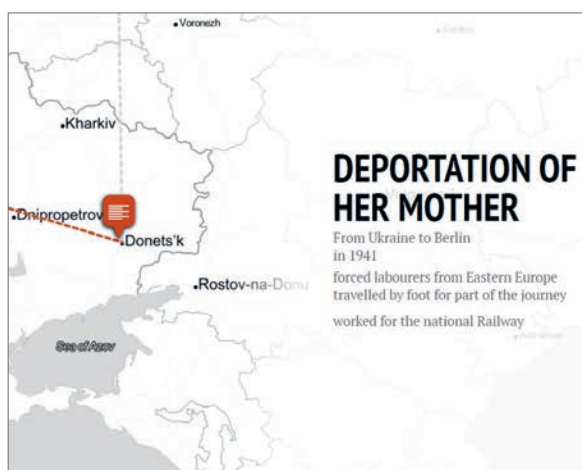 Voronezh
Kharkiv
DEPORTATION OF
HER MOTHER
Dnipropetrov
Donets'k
From Ukraine to Berlin
in 1941
Rostov-na-Donu
forced labourers from Eastern Europe
travelled by foot for part of the journey
worked for the national Railway
Sea of Azov